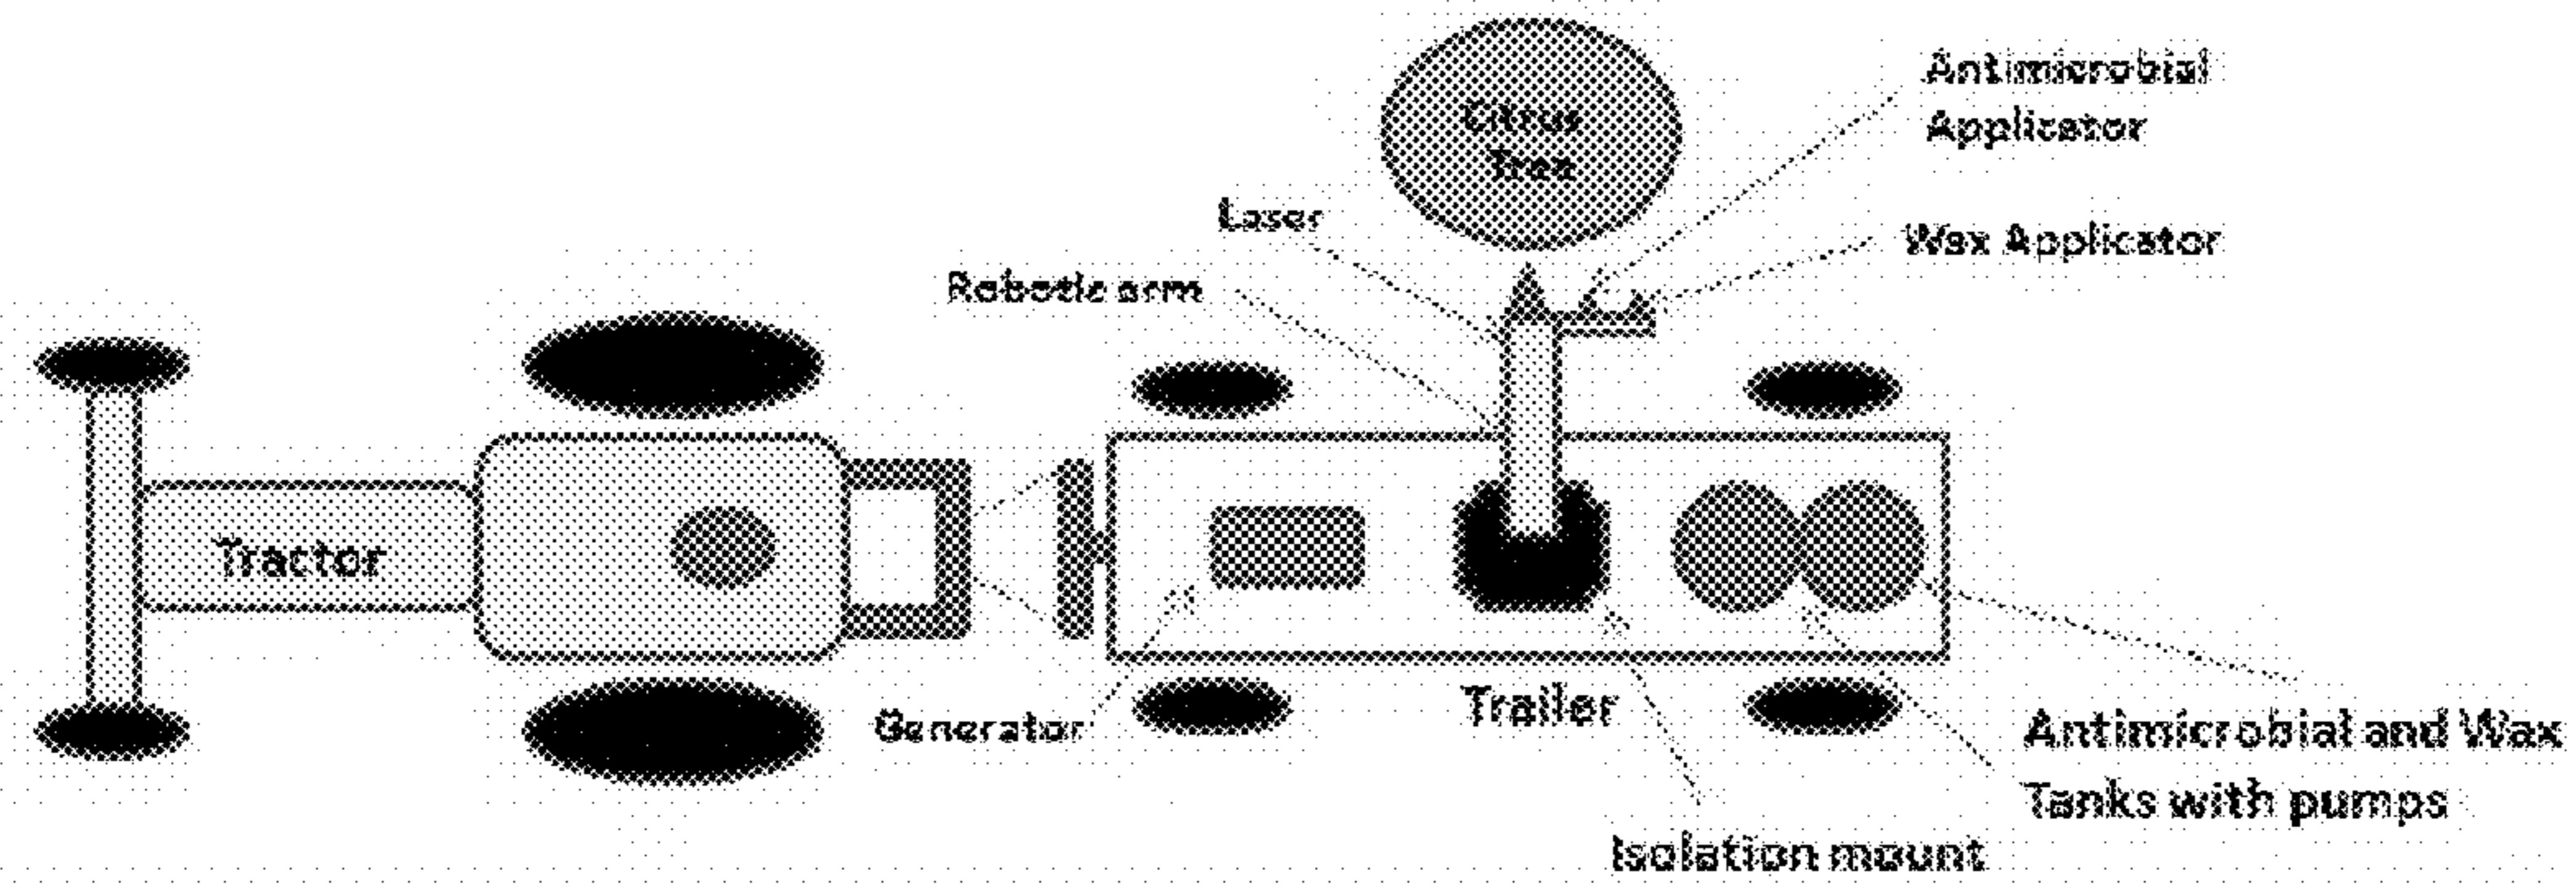 Antimicrobial
Applicator
Citrus
Tree
Laser
Wax Applicator
Robotic arm
Tractor
Generator
Trailer
Antimicrobial and Wax
Tanks with pumps
Isolation mount